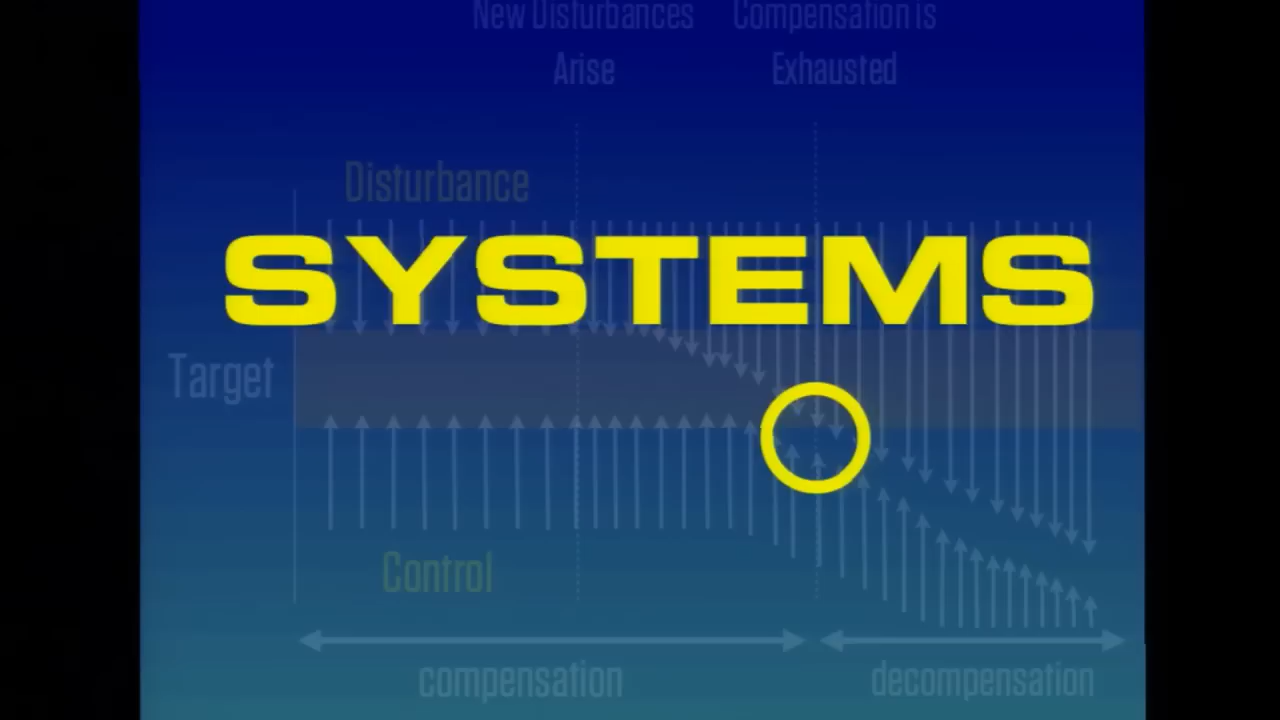 New Disturbances Compensation is
Arise Exhausted
Disturbance
SYSTEMS
Target
Control
compensation decompensation